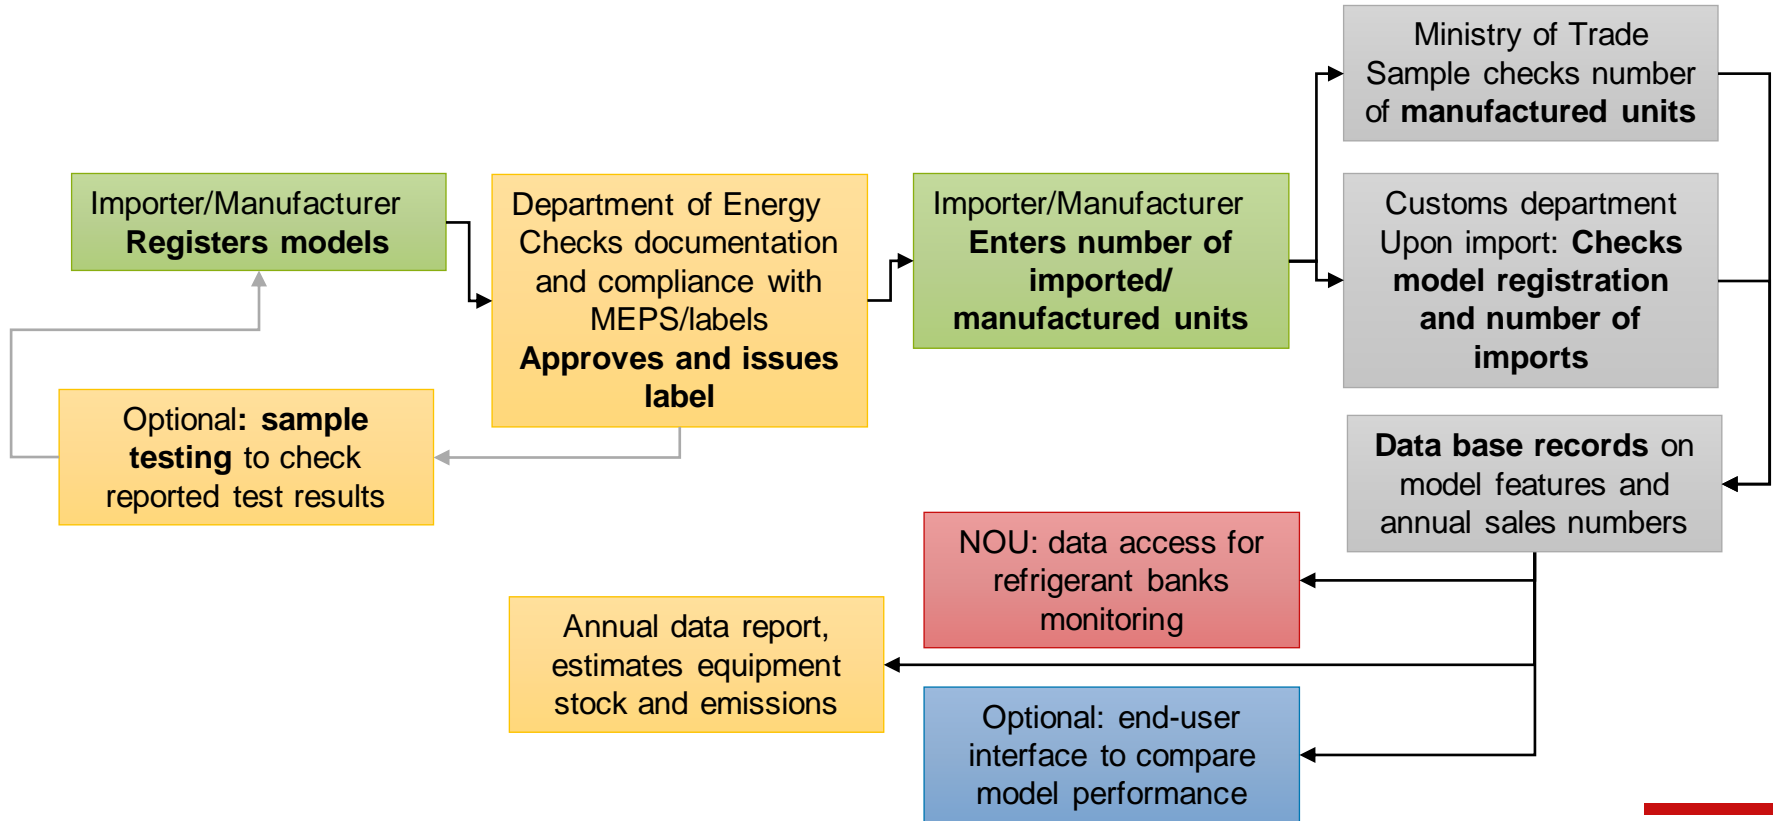 Importer/Manufacturer
Registers models
Department of Energy
Checks documentation
and compliance with
MEPS/labels
Approves and issues
label
Optional: sample
testing to check
reported test results
Importer/Manufacturer
Enters number of
imported/
manufactured units
Ministry of Trade
Sample checks number
of manufactured units
Customs department
Upon import: Checks
model registration
and number of
imports
Data base records on
model features and
annual sales numbers
NOU: data access for
refrigerant banks
monitoring
Annual data report,
estimates equipment
stock and emissions
Optional: end-user
interface to compare
model performance